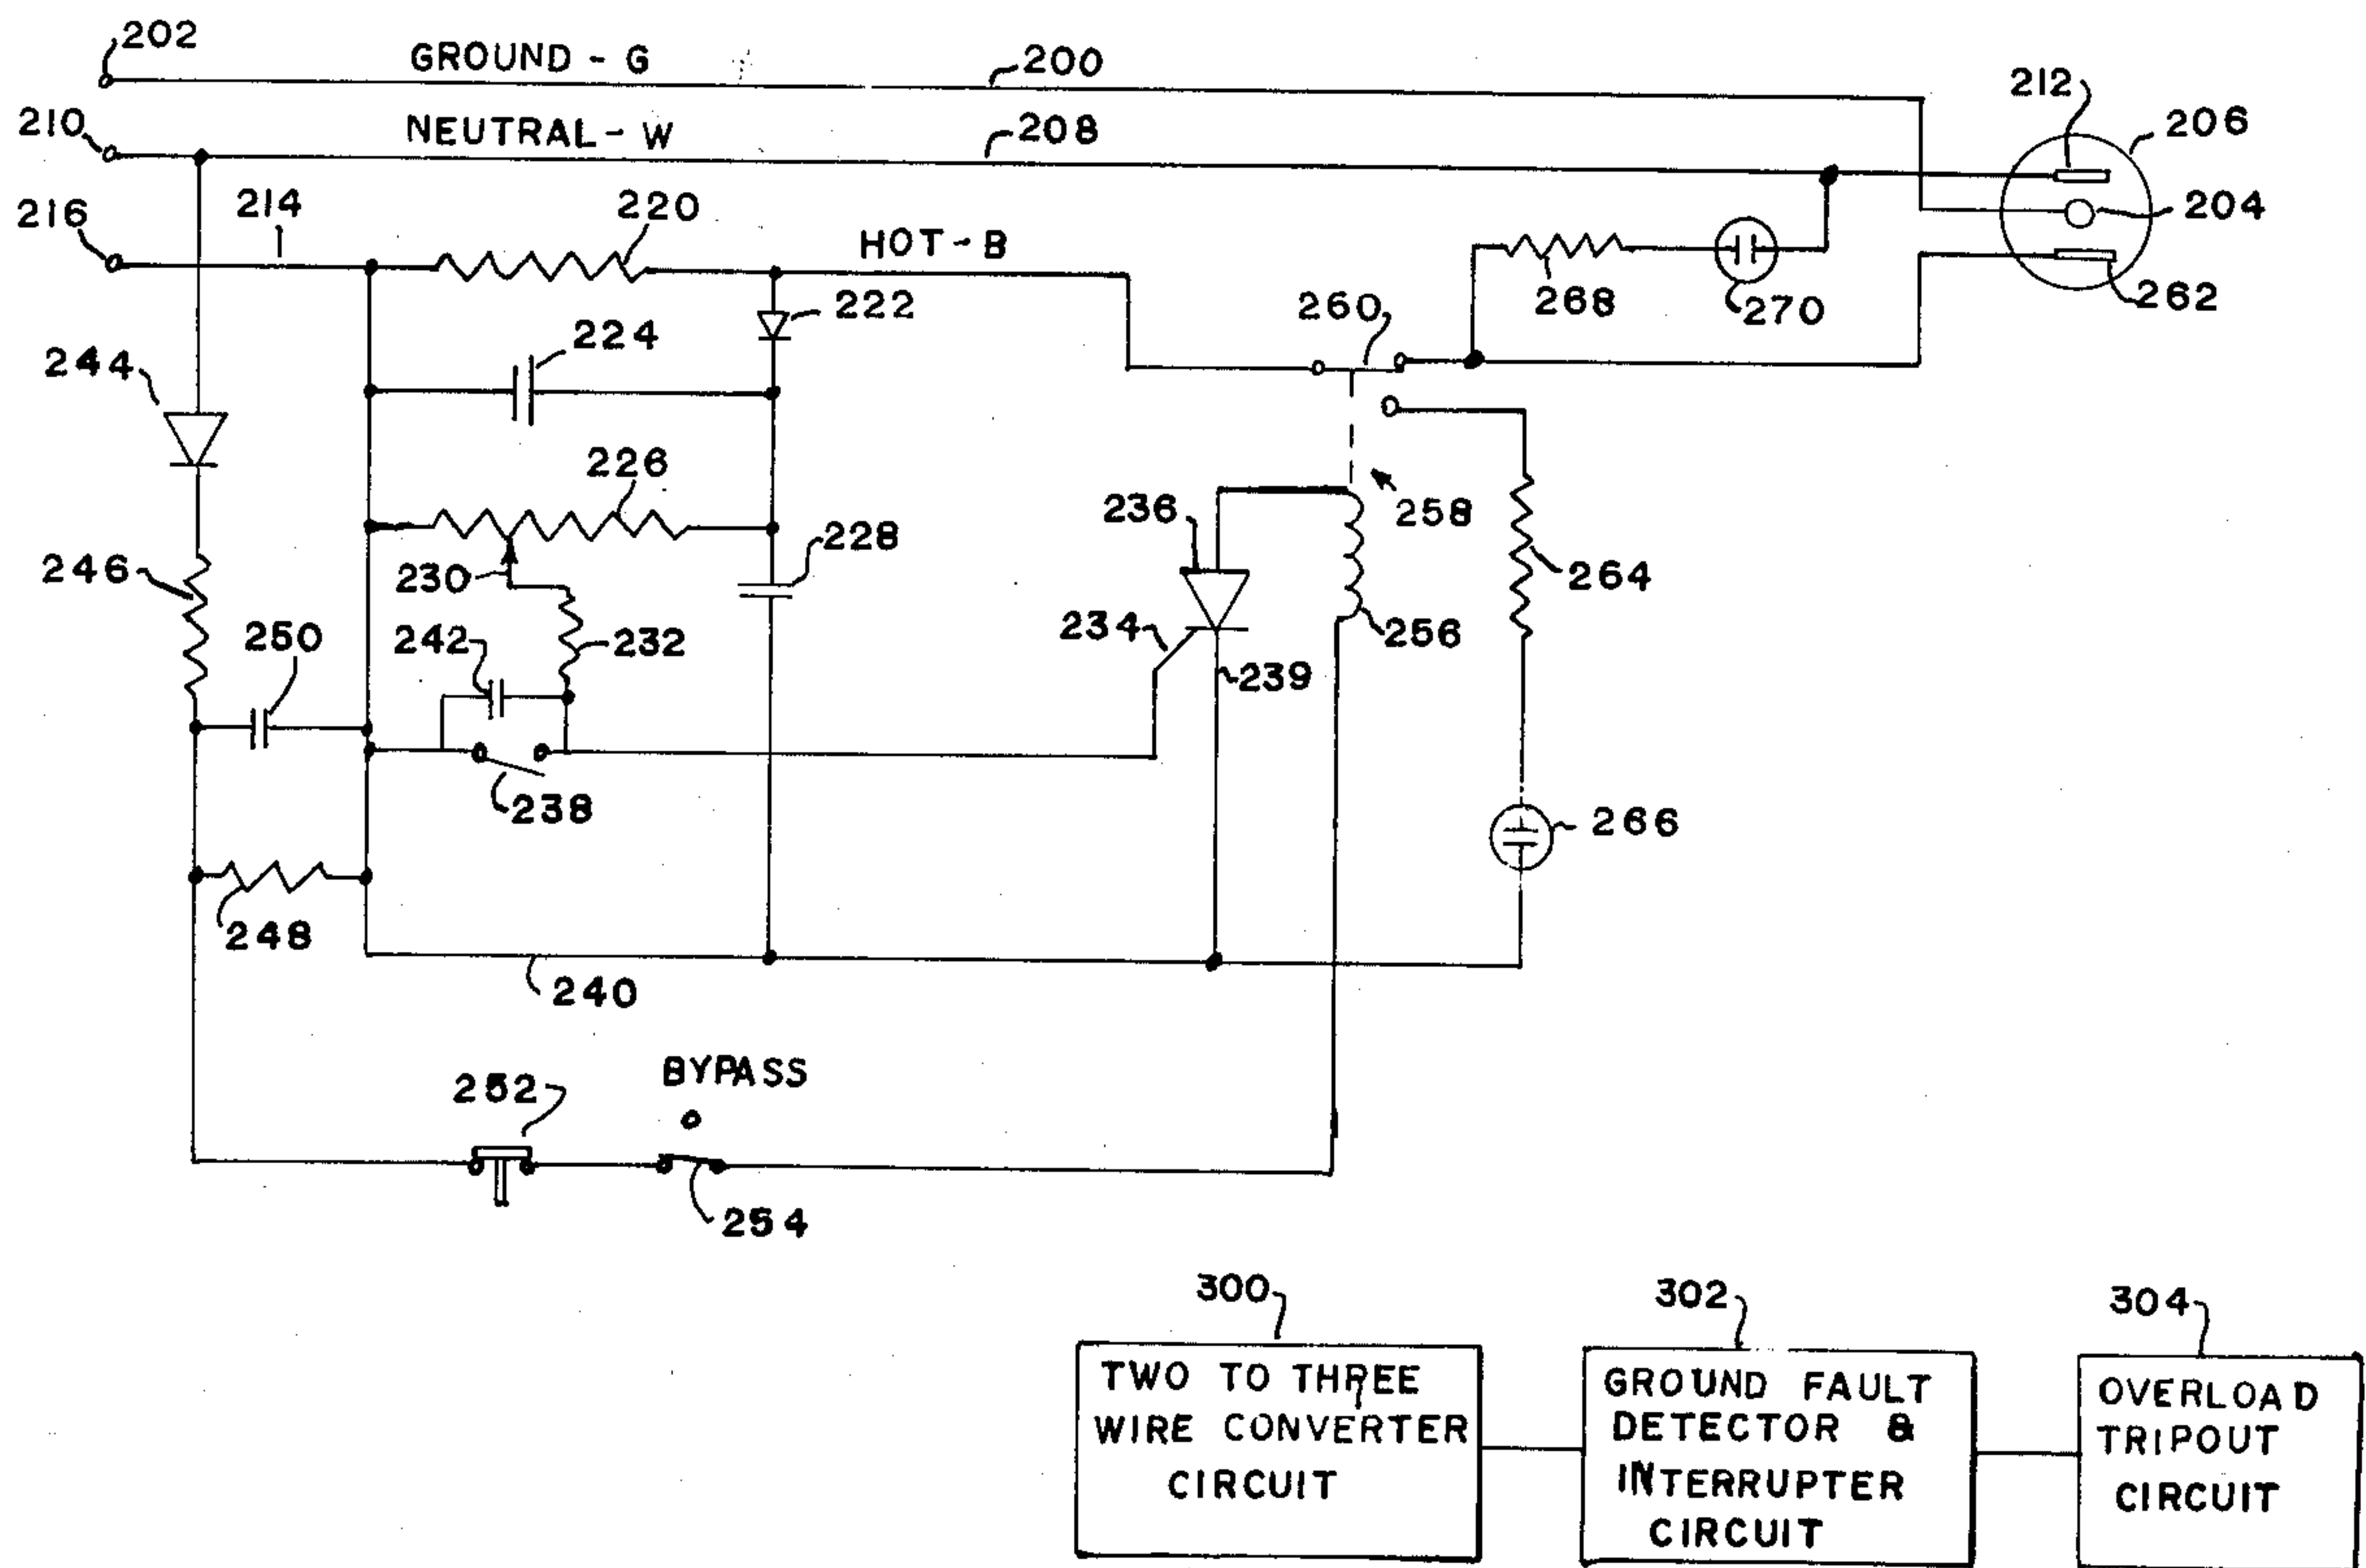 202
GROUND - G
200
212
210
NEUTRAL - W
208
206
216
214
220
HOT - B
204
268
270
262
222
260
224
244
226
236
258
228
246
230
264
250
242
232
234
256
239
238
266
248
240
BYPASS
252
254
300
302
304
TWO TO THREE
WIRE CONVERTER
CIRCUIT
GROUND FAULT
DETECTOR &
INTERRUPTER
CIRCUIT
OVERLOAD
TRIPOUT
CIRCUIT